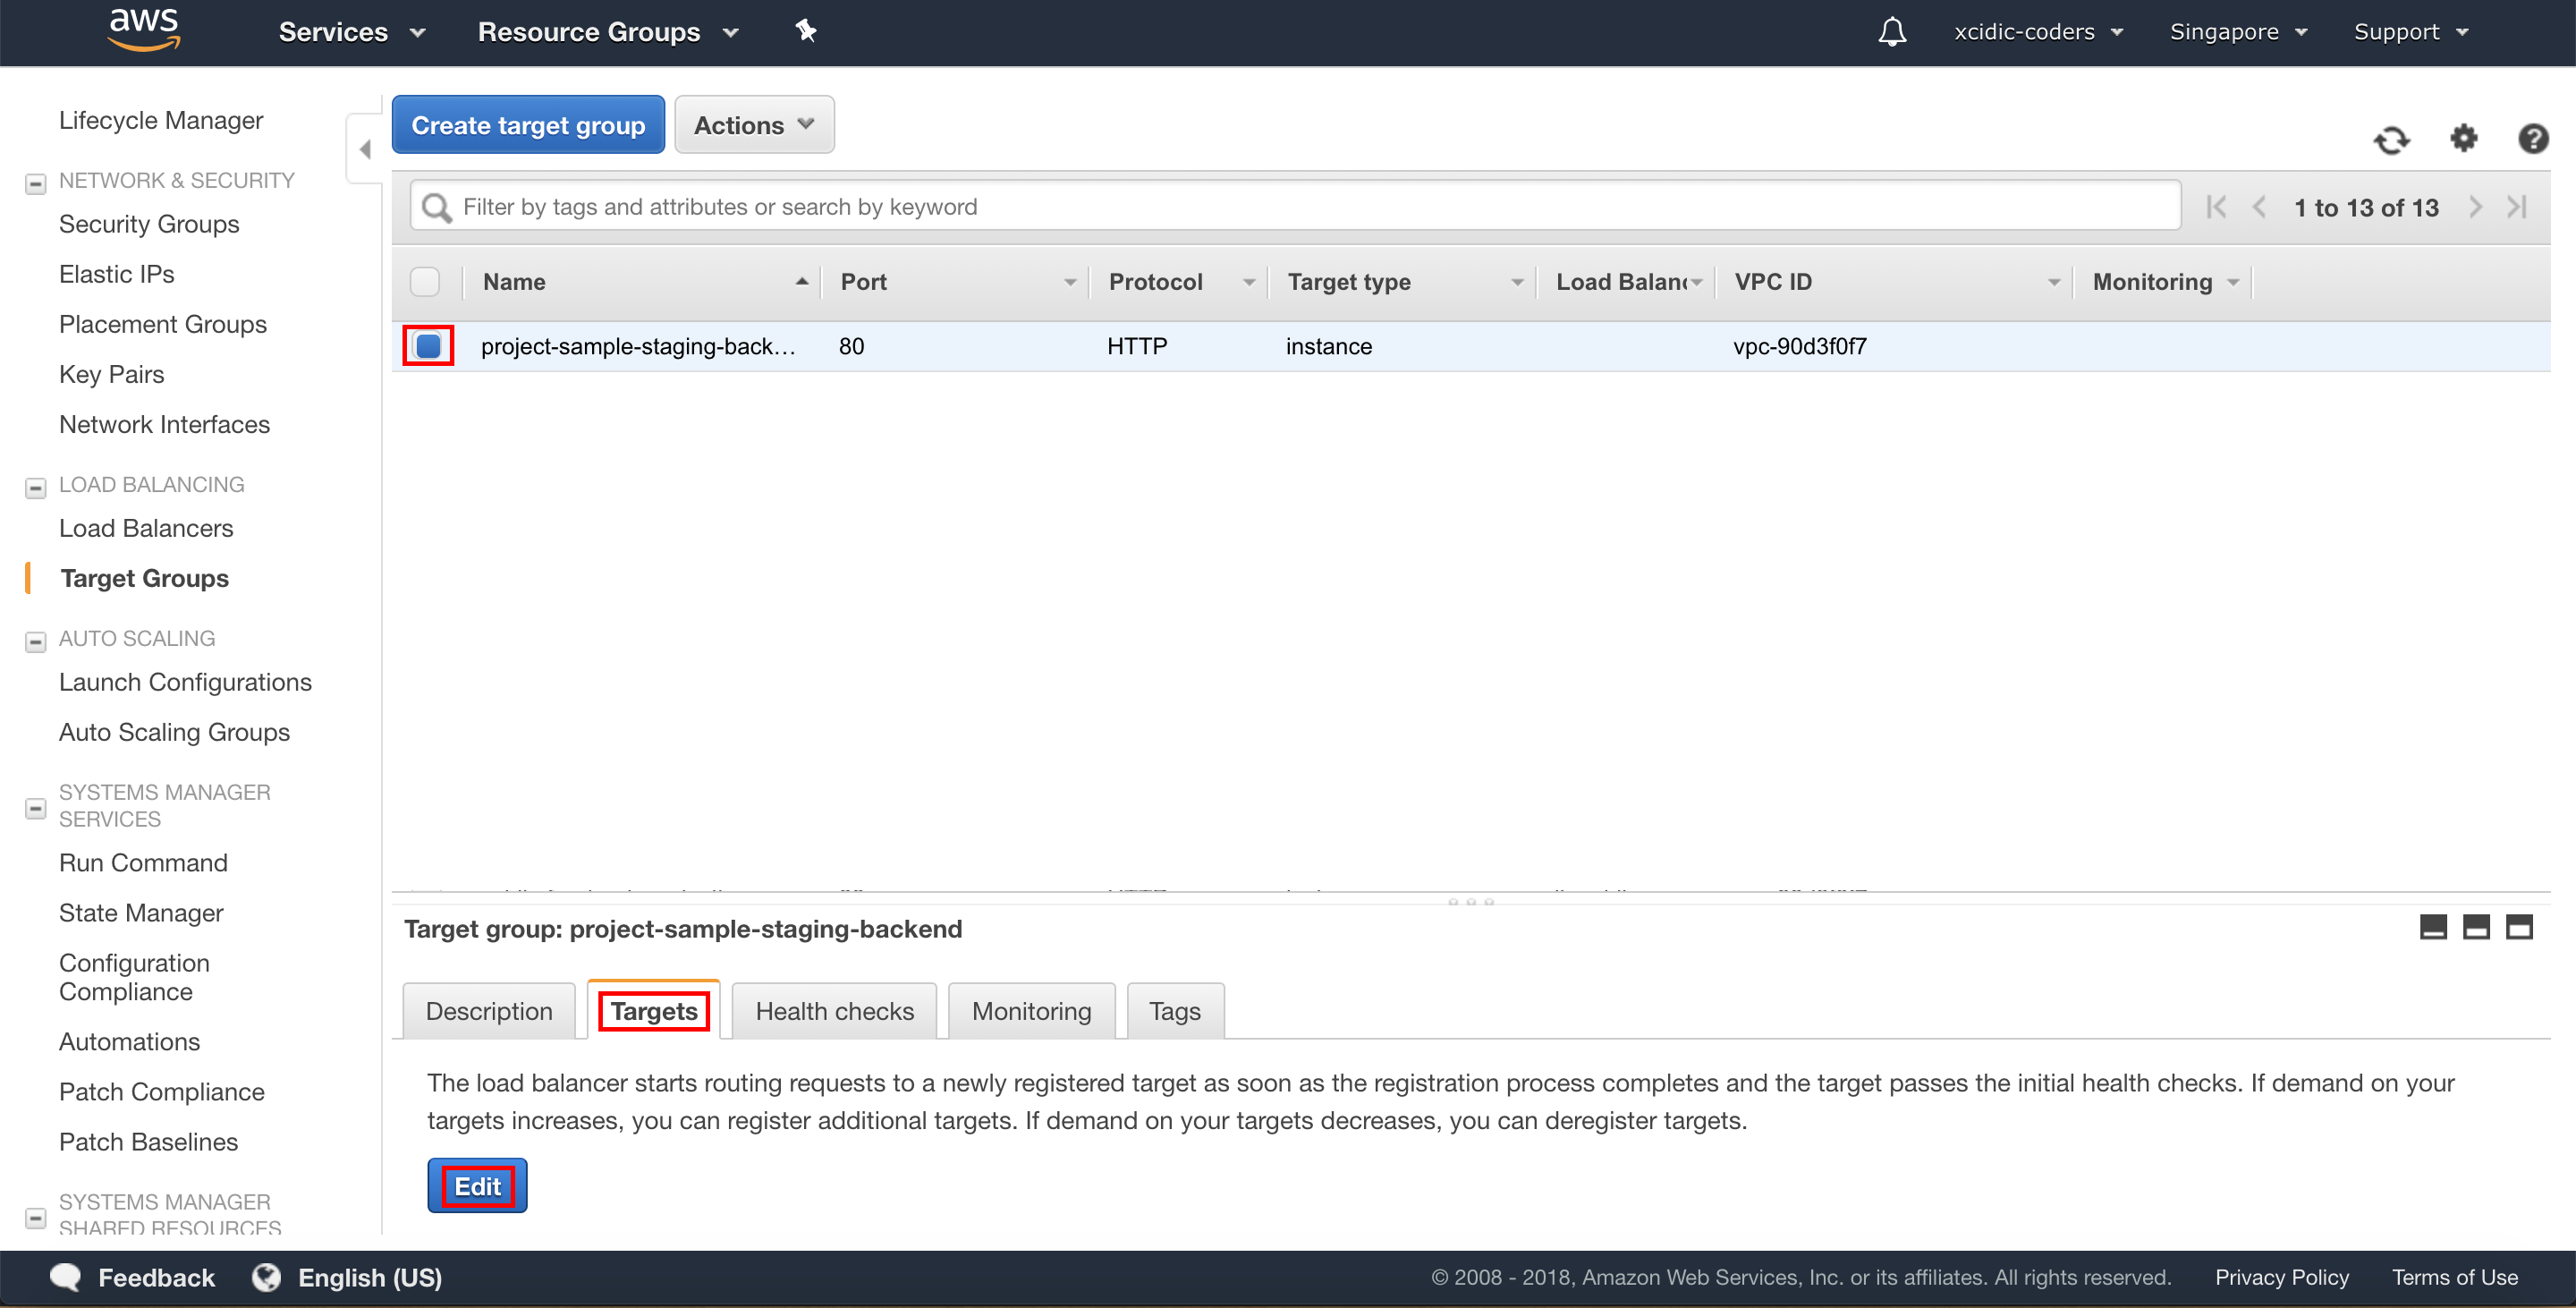 aws Services Resource Groups xcidic-coders Singapore Support
Lifecycle Manager
NETWORK & SECURITY
Security Groups
Elastic IPs
Placement Groups
Key Pairs
Network Interfaces
LOAD BALANCING
Load Balancers
Target Groups
AUTO SCALING
Launch Configurations
Auto Scaling Groups
SYSTEMS MANAGER
SERVICES
Run Command
State Manager
Configuration
Compliance
Automations
Patch Compliance
Patch Baselines
SYSTEMS MANAGER
SHARED RESOURCES
Create target group Actions
Filter by tags and attributes or search by keyword 1 to 13 of 13
Name Port Protocol Target type Load Balanc VPC ID Monitoring
project-sample-staging-back... 80 HTTP instance vpc-90d3f0f7
Target group: project-sample-staging-backend
Description Targets Health checks Monitoring Tags
The load balancer starts routing requests to a newly registered target as soon as the registration process completes and the target passes the initial health checks. If demand on your
targets increases, you can register additional targets. If demand on your targets decreases, you can deregister targets.
Edit
Feedback English (US) © 2008 - 2018, Amazon Web Services, Inc. or its affiliates. All rights reserved. Privacy Policy Terms of Use